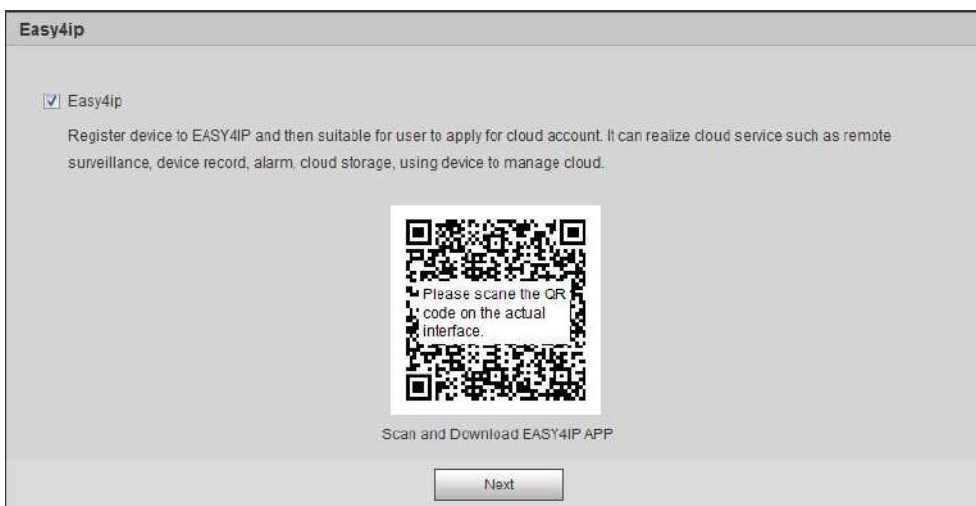 Easy4ip
Easy4ip
Register device to EASY4IP and then suitable for user to apply for cloud account. It can realize cloud service such as remote
surveillance, device record, alarm, cloud storage, using device to manage cloud.
Please scane the QR
code on the actual
interface.
Scan and Download EASY4IP APP
Next